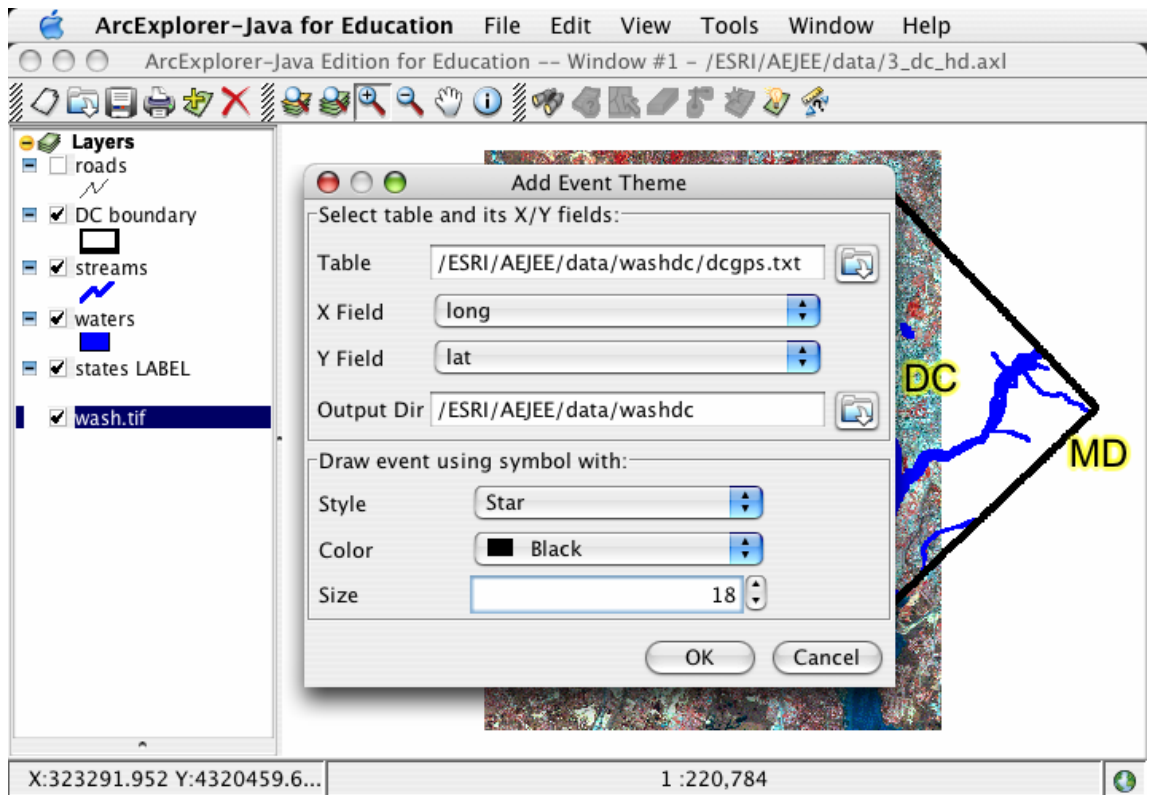 ArcExplorer-Java for Education File Edit View Tools Window Help
ArcExplorer-Java Edition for Education -- Window #1 - /ESRI/AEJEE/data/3_dc_hd.axl
Layers
roads
DC boundary
streams
waters
states LABEL
wash.tif
Add Event Theme
Select table and its X/Y fields:
Table /ESRI/AEJEE/data/washdc/dcgps.txt
X Field long
Y Field lat
Output Dir /ESRI/AEJEE/data/washdc
Draw event using symbol with:
Style Star
Color Black
Size 18
OK Cancel
DC
MD
X:323291.952 Y:4320459.6... 1 :220,784